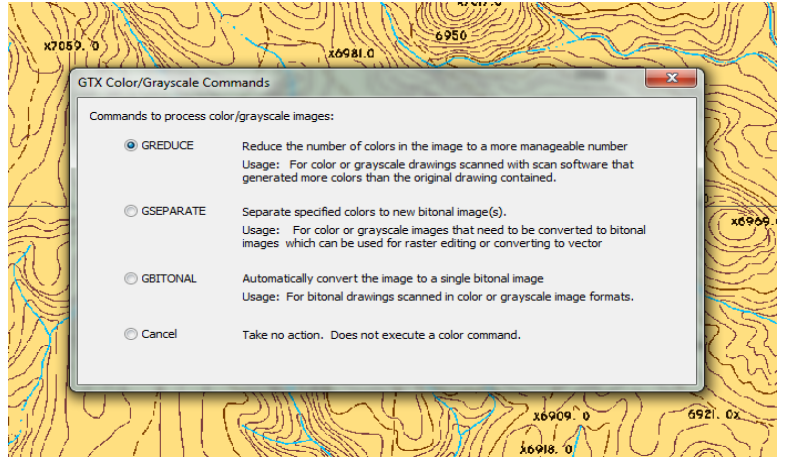 x7059. 0
x6981.0
6950
GTX Color/Grayscale Commands
Commands to process color/grayscale images:
GREDUCE
Reduce the number of colors in the image to a more manageable number
Usage: For color or grayscale drawings scanned with scan software that
generated more colors than the original drawing contained.
GSEPARATE
Separate specified colors to new bitonal image(s).
Usage: For color or grayscale images that need to be converted to bitonal
images which can be used for raster editing or converting to vector
x6969.
GBITONAL
Automatically convert the image to a single bitonal image
Usage: For bitonal drawings scanned in color or grayscale image formats.
Cancel
Take no action. Does not execute a color command.
x6909. 0
6921. 0x
x6918. 0